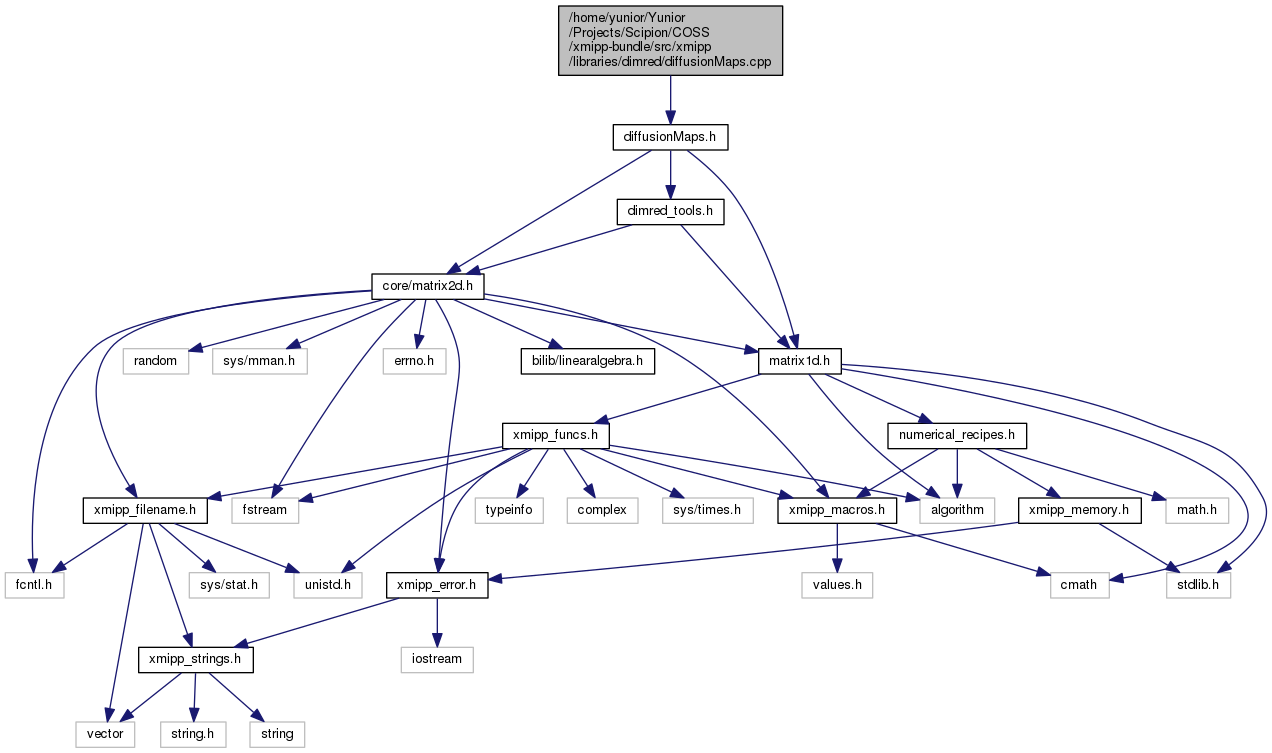 /home/yunior/Yunior
/Projects/Scipion/COSS
/xmipp-bundle/src/xmipp
/libraries/dimred/diffusionMaps.cpp
diffusionMaps.h
dimred_tools.h
core/matrix2d.h
random
sys/mman.h
errno.h
bilib/linearalgebra.h
matrix1d.h
xmipp_funcs.h
numerical_recipes.h
xmipp_filename.h
fstream
typeinfo
complex
sys/times.h
xmipp_macros.h
algorithm
xmipp_memory.h
math.h
fcntl.h
sys/stat.h
unistd.h
xmipp_error.h
values.h
cmath
stdlib.h
xmipp_strings.h
iostream
vector
string.h
string